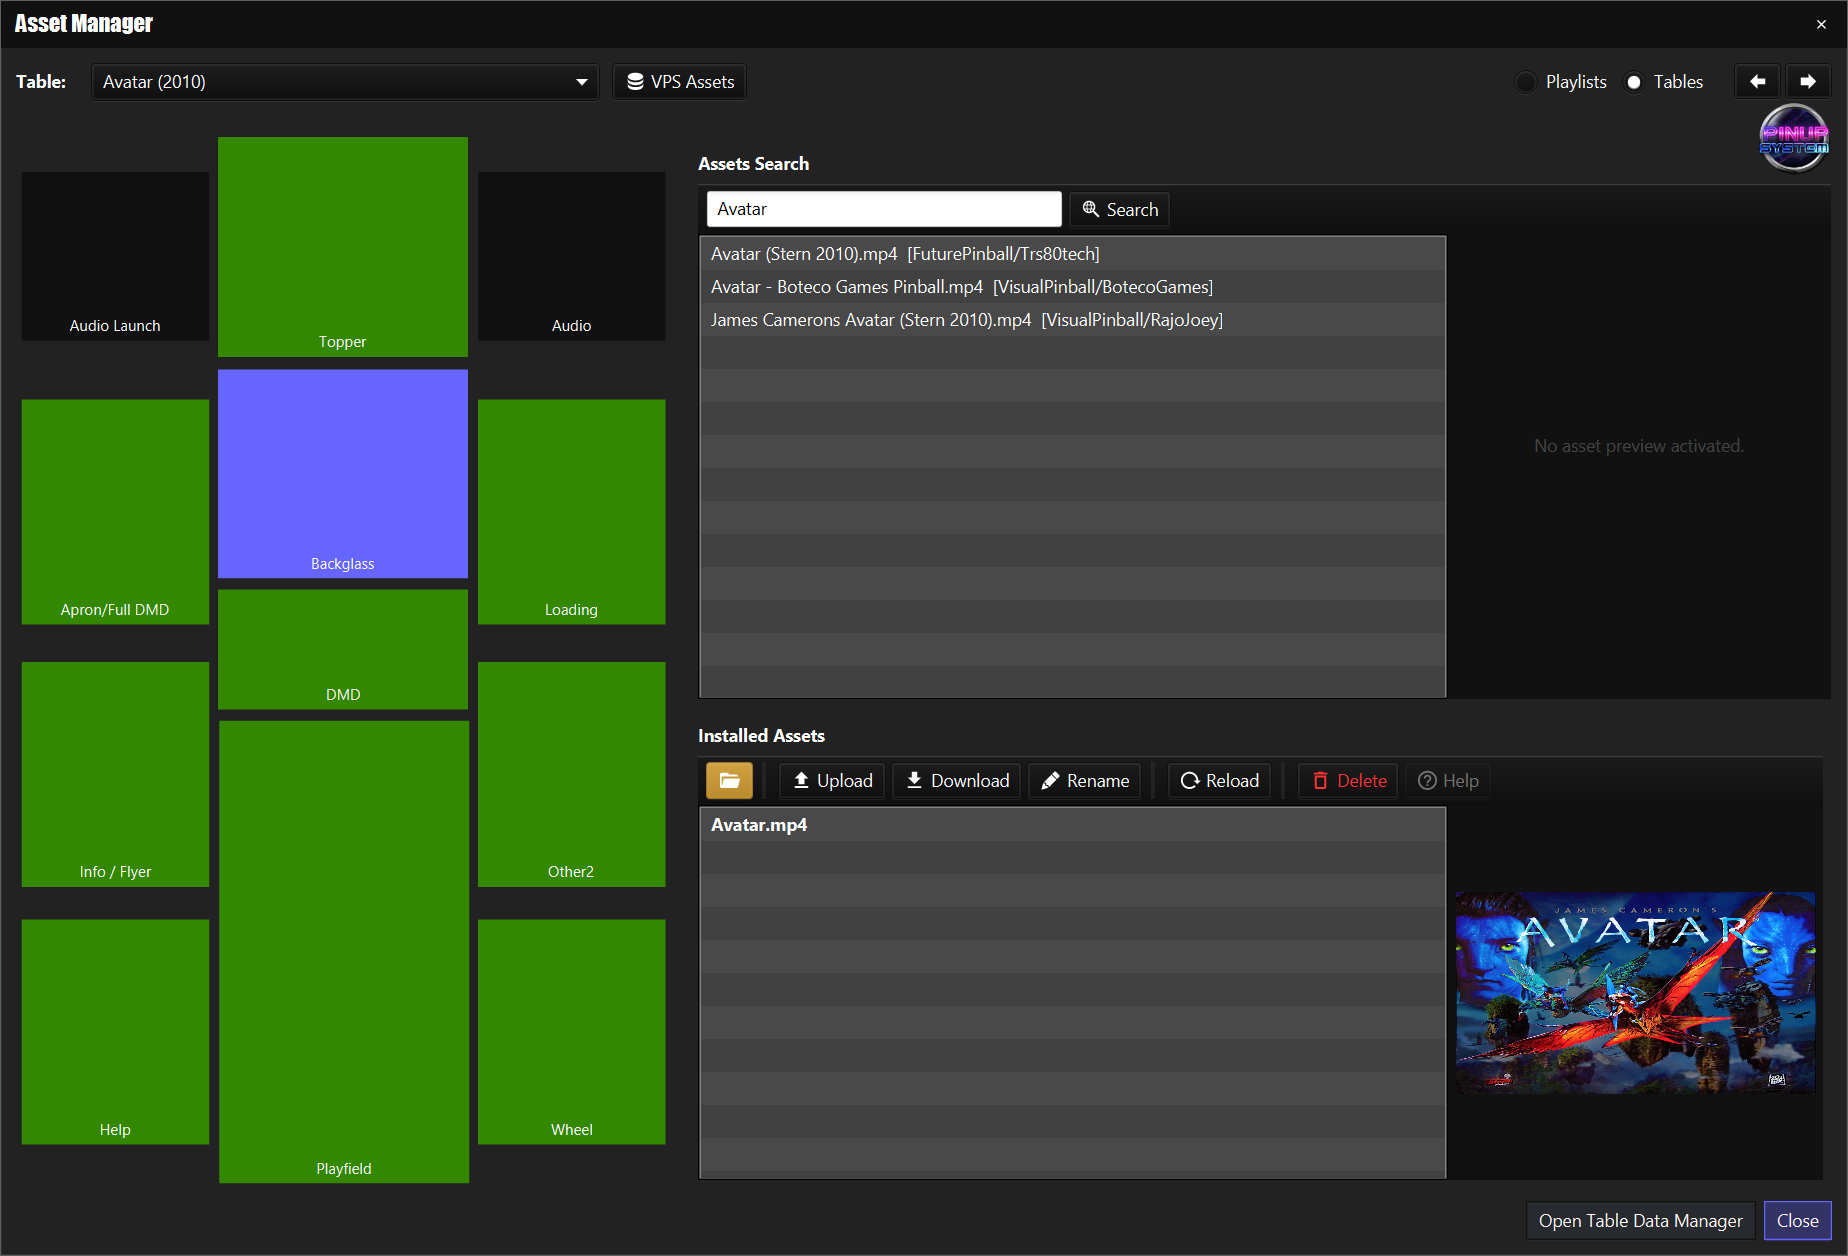 Asset Manager
Table:
Avatar (2010)
VPS Assets
Playlists
Tables
PINUP
SYSTEM
Audio Launch
Topper
Audio
Apron/Full DMD
Backglass
Loading
DMD
Info / Flyer
Other2
Help
Playfield
Wheel
Assets Search
Avatar
Search
Avatar (Stern 2010).mp4 [FuturePinball/Trs80tech]
Avatar - Boteco Games Pinball.mp4 [VisualPinball/BotecoGames]
James Camerons Avatar (Stern 2010).mp4 [VisualPinball/RajoJoey]
No asset preview activated.
Installed Assets
Upload
Download
Rename
Reload
Delete
Help
Avatar.mp4
JAMES CAMERON'S
AVATAR
Open Table Data Manager
Close